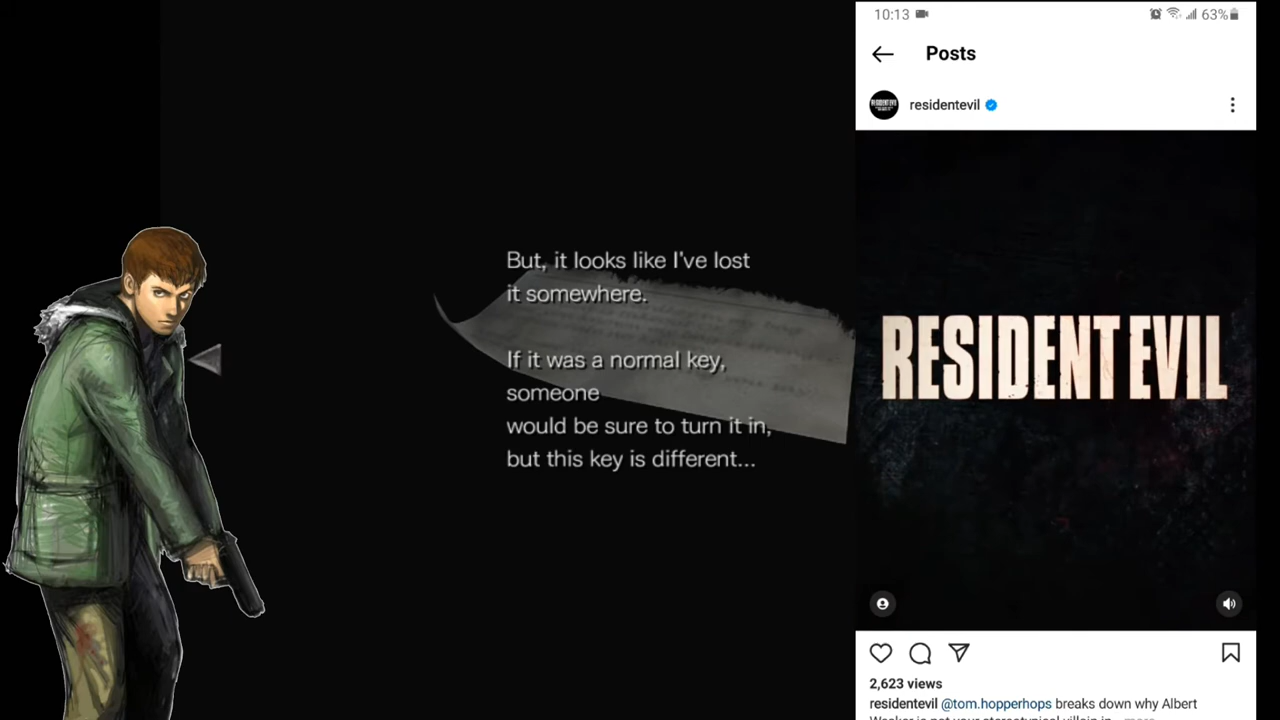 But, it looks like I've lost
it somewhere.
If it was a normal key,
someone
would be sure to turn it in,
but this key is different...
10:13
63%
Posts
residentevil
RESIDENT EVIL
2,623 views
residentevil @tom.hopperhops breaks down why Albert